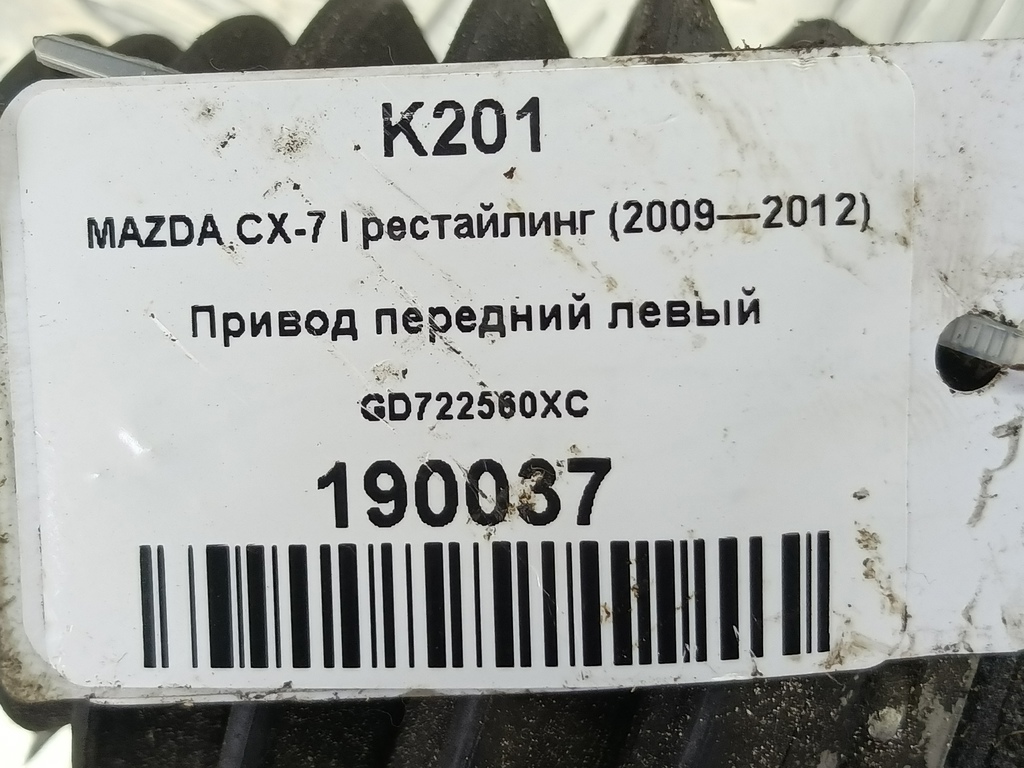 K201
MAZDA CX-7 I рестайлинг (2009—2012)
Привод передний левый
GD722560XC
190037